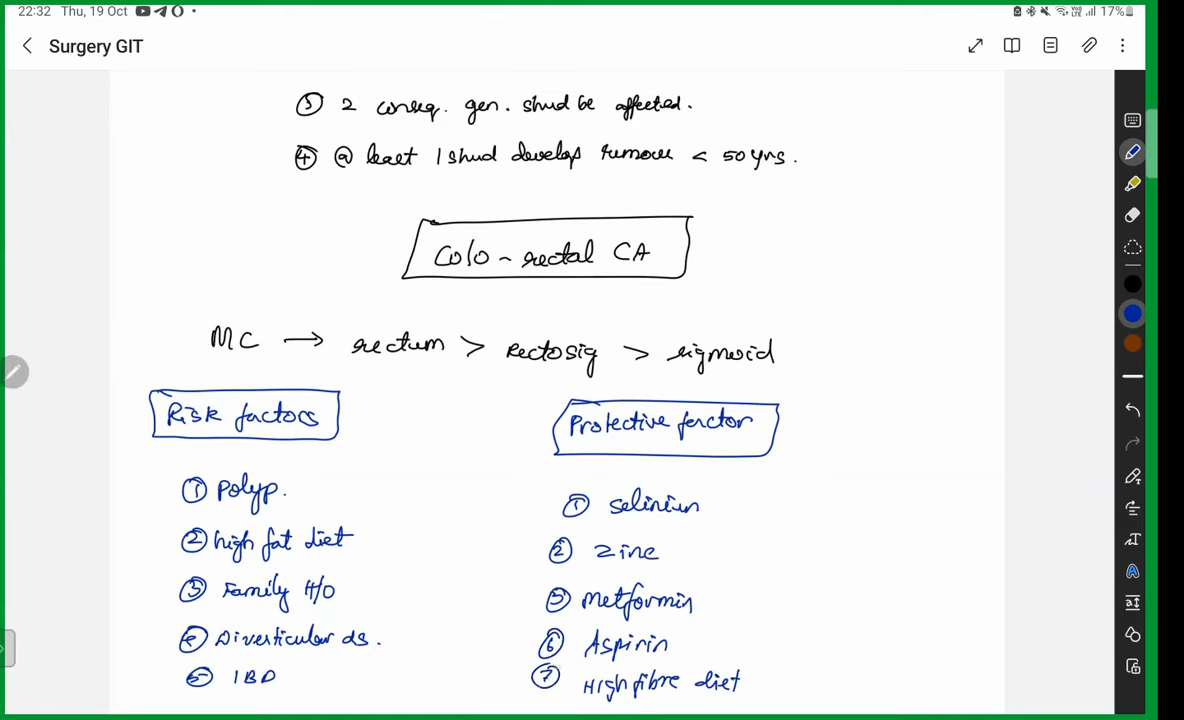 22:32 Thu, 19 Oct
17%
Surgery GIT
③ 2 conseq. gen. shud be affected.
④ @ least 1 shud develop tumour < 50 yrs.
Colo - rectal CA
MC → rectum > Rectosig > sigmoid
Risk factors
① Polyp.
② high fat diet
③ Family H/O
④ Diverticular ds.
⑤ IBD
Protective factor
① Selinium
② Zinc
③ Metformin
⑥ Aspirin
⑦ High fibre diet